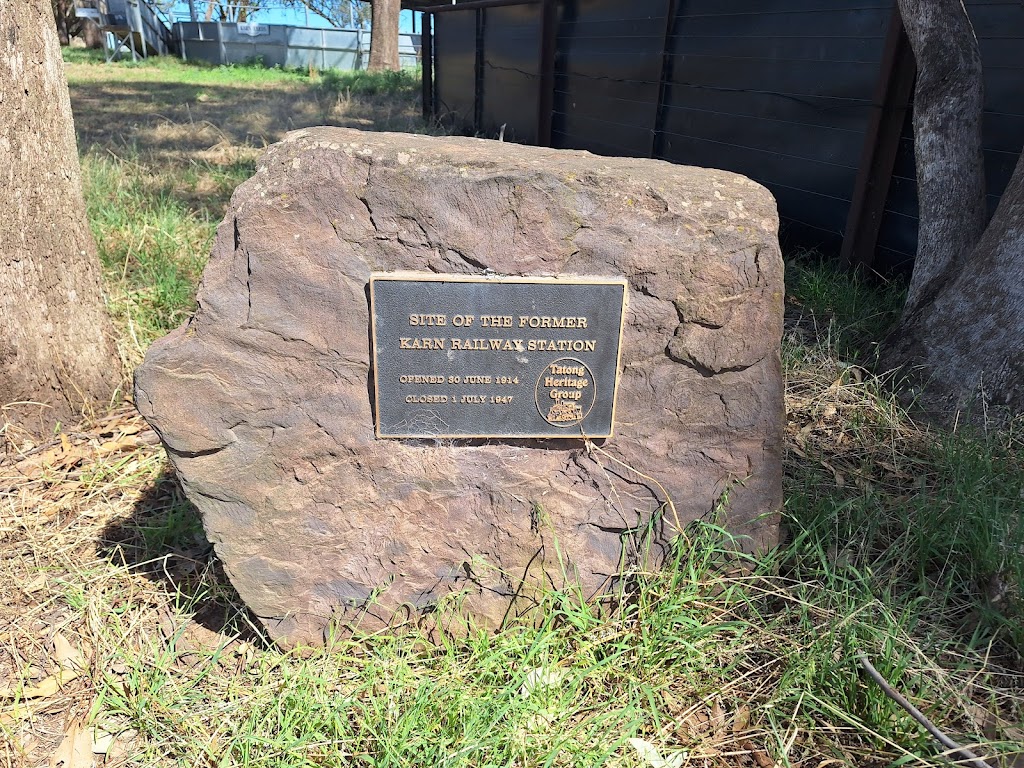 SITE OF THE FORMER
KARN RAILWAY STATION
OPENED 30 JUNE 1914
CLOSED 1 JULY 1947
Tatong
Heritage
Group